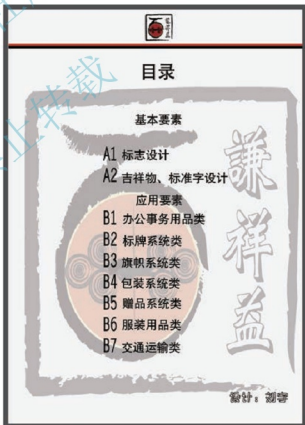 目录
基本要素
A1 标志设计
A2 吉祥物、标准字设计
应用要素
B1 办公事务用品类
B2 标牌系统类
B3 旗帜系统类
B4 包装系统类
B5 赠品系统类
B6 服装用品类
B7 交通运输类
谦祥益